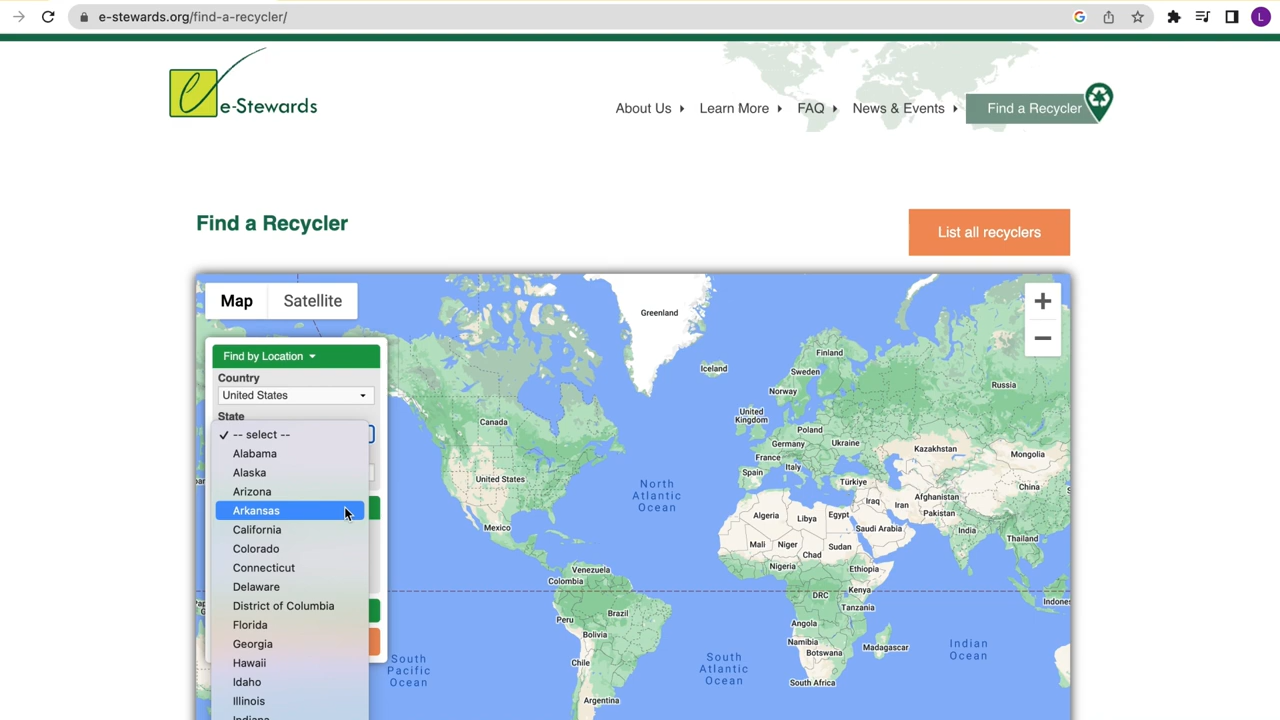 e-stewards.org/find-a-recycler/
L
e-Stewards
About Us
Learn More
FAQ
News & Events
Find a Recycler
Find a Recycler
List all recyclers
Map
Satellite
Find by Location
Country
United States
State
-- select --
Alabama
Alaska
Arizona
Arkansas
California
Colorado
Connecticut
Delaware
District of Columbia
Florida
Georgia
Hawaii
Idaho
Illinois
Indiana
Greenland
Iceland
Finland
Sweden
Norway
Russia
United
Kingdom
Poland
Germany
Ukraine
France
Italy
Spain
Kazakhstan
Mongolia
Türkiye
China
Afghanistan
Iraq
Iran
Pakistan
Algeria
Libya
Egypt
Saudi Arabia
India
Thailand
Mali
Niger
Chad
Sudan
Nigeria
Ethiopia
DRC
Kenya
Tanzania
Indones
Angola
Namibia
Botswana
Madagascar
South Africa
Canada
United States
Mexico
North
Atlantic
Ocean
Venezuela
Colombia
Peru
Brazil
Bolivia
Chile
Argentina
South
Pacific
Ocean
South
Atlantic
Ocean
Indian
Ocean